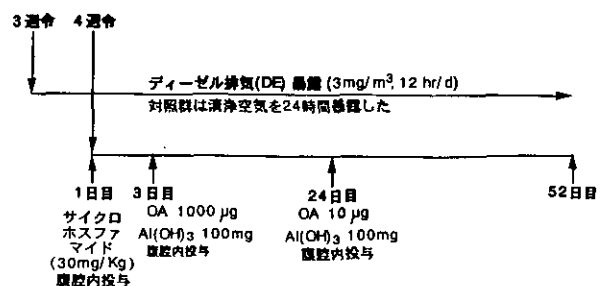 3週令 4週令
ディーゼル排気(DE) 暴露 (3mg/m³, 12 hr/d)
対照群は清浄空気を24時間暴露した
1日目 3日目 24日目 52日目
サイクロ
ホスファ
マイド
(30mg/Kg)
腹腔内投与
OA 1000 µg
Al(OH)₃ 100mg
腹腔内投与
OA 10 µg
Al(OH)₃ 100mg
腹腔内投与